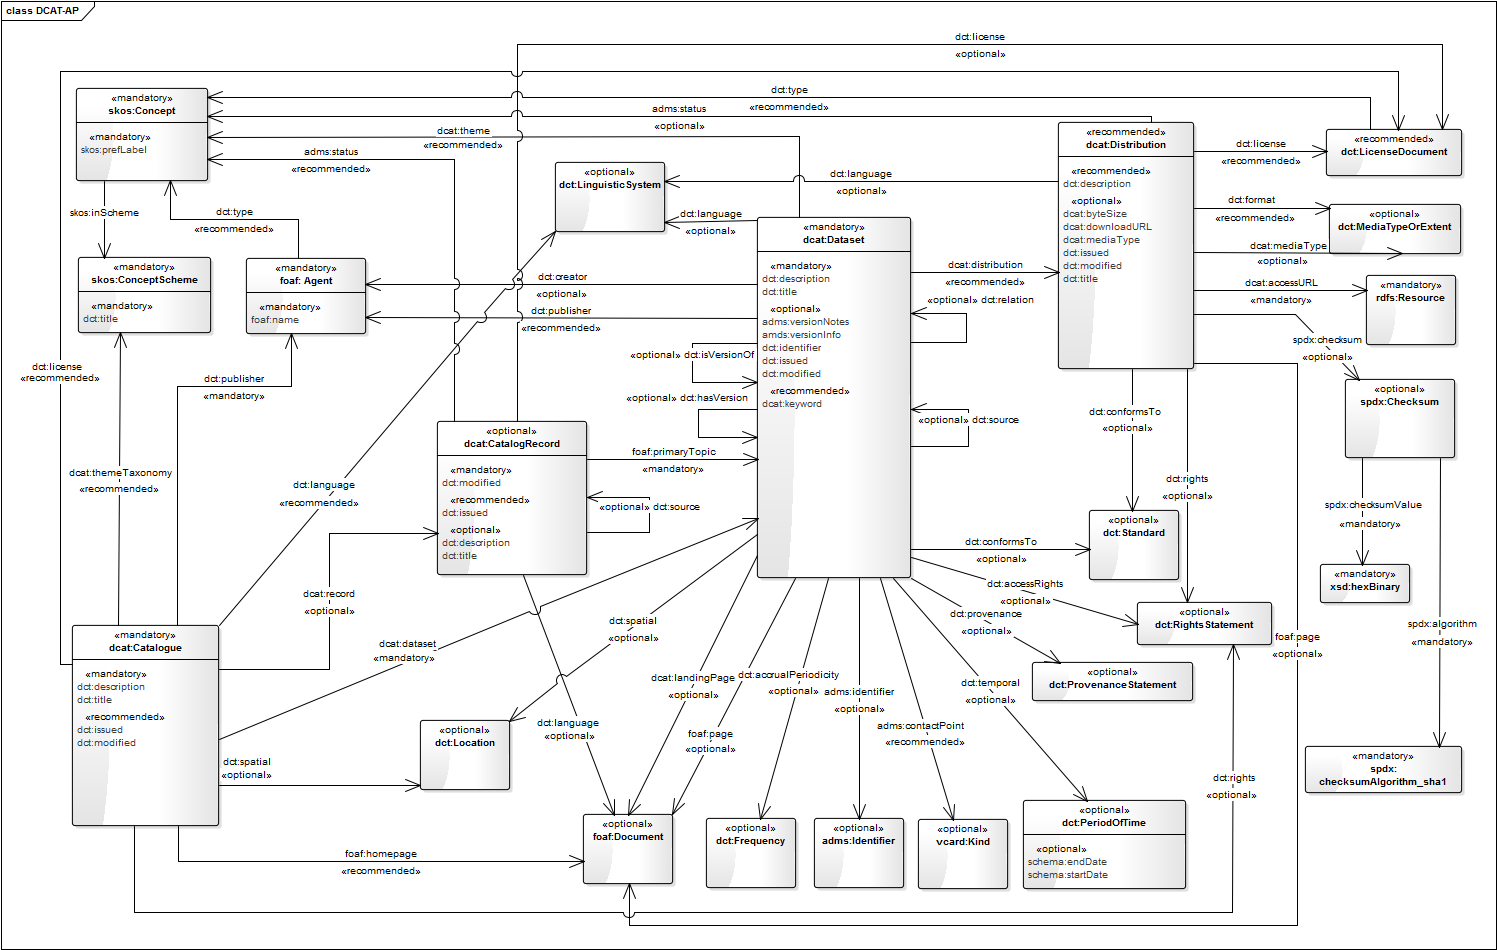 class DCAT-AP
dct:license
«optional»
dct:type
«recommended»
adms:status
«optional»
dcat:theme
«recommended»
adms:status
«recommended»
«mandatory»
skos:Concept
«mandatory»
skos:prefLabel
skos:inScheme
dct:type
«recommended»
«mandatory»
skos:ConceptScheme
«mandatory»
dct:title
«mandatory»
foaf: Agent
«mandatory»
foaf:name
«optional»
dct:LinguisticSystem
dct:language
«optional»
dct:language
«optional»
dct:creator
«optional»
dct:publisher
«recommended»
«mandatory»
dcat:Dataset
«mandatory»
dct:description
dct:title
«optional»
adms:versionNotes
amds:versionInfo
dct:identifier
dct:issued
dct:modified
«recommended»
dcat:keyword
«recommended»
dcat:Distribution
«recommended»
dct:description
«optional»
dcat:byteSize
dcat:downloadURL
dcat:mediaType
dct:issued
dct:modified
dct:title
dct:license
«recommended»
«recommended»
dct:LicenseDocument
dct:format
«recommended»
«optional»
dct:MediaTypeOrExtent
dcat:mediaType
«optional»
dcat:accessURL
«mandatory»
«mandatory»
rdfs:Resource
dcat:distribution
«recommended»
«optional» dct:relation
«optional» dct:isVersionOf
«optional» dct:hasVersion
«optional» dct:source
spdx:checksum
«optional»
«optional»
spdx:Checksum
dct:license
«recommended»
dct:publisher
«mandatory»
dct:conformsTo
«optional»
«optional»
dcat:CatalogRecord
«mandatory»
dct:modified
«recommended»
dct:issued
«optional»
dct:description
dct:title
foaf:primaryTopic
«mandatory»
«optional» dct:source
dcat:themeTaxonomy
«recommended»
dct:language
«recommended»
dct:rights
«optional»
spdx:checksumValue
«mandatory»
«optional»
dct:Standard
dct:conformsTo
«optional»
«mandatory»
xsd:hexBinary
dct:accessRights
«optional»
dct:provenance
«optional»
«optional»
dct:RightsStatement
dcat:record
«optional»
dct:spatial
«optional»
foaf:page
«optional»
spdx:algorithm
«mandatory»
«mandatory»
dcat:Catalogue
«mandatory»
dct:description
dct:title
«recommended»
dct:issued
dct:modified
dcat:dataset
«mandatory»
dcat:landingPage
«optional»
dct:accrualPeriodicity
«optional»
adms:identifier
«optional»
dct:temporal
«optional»
«optional»
dct:ProvenanceStatement
dct:language
«optional»
foaf:page
«optional»
adms:contactPoint
«recommended»
«optional»
dct:Location
dct:spatial
«optional»
dct:rights
«optional»
«mandatory»
spdx:
checksumAlgorithm_sha1
«optional»
foaf:Document
«optional»
dct:Frequency
«optional»
adms:Identifier
«optional»
vcard:Kind
«optional»
dct:PeriodOfTime
«optional»
schema:endDate
schema:startDate
foaf:homepage
«recommended»